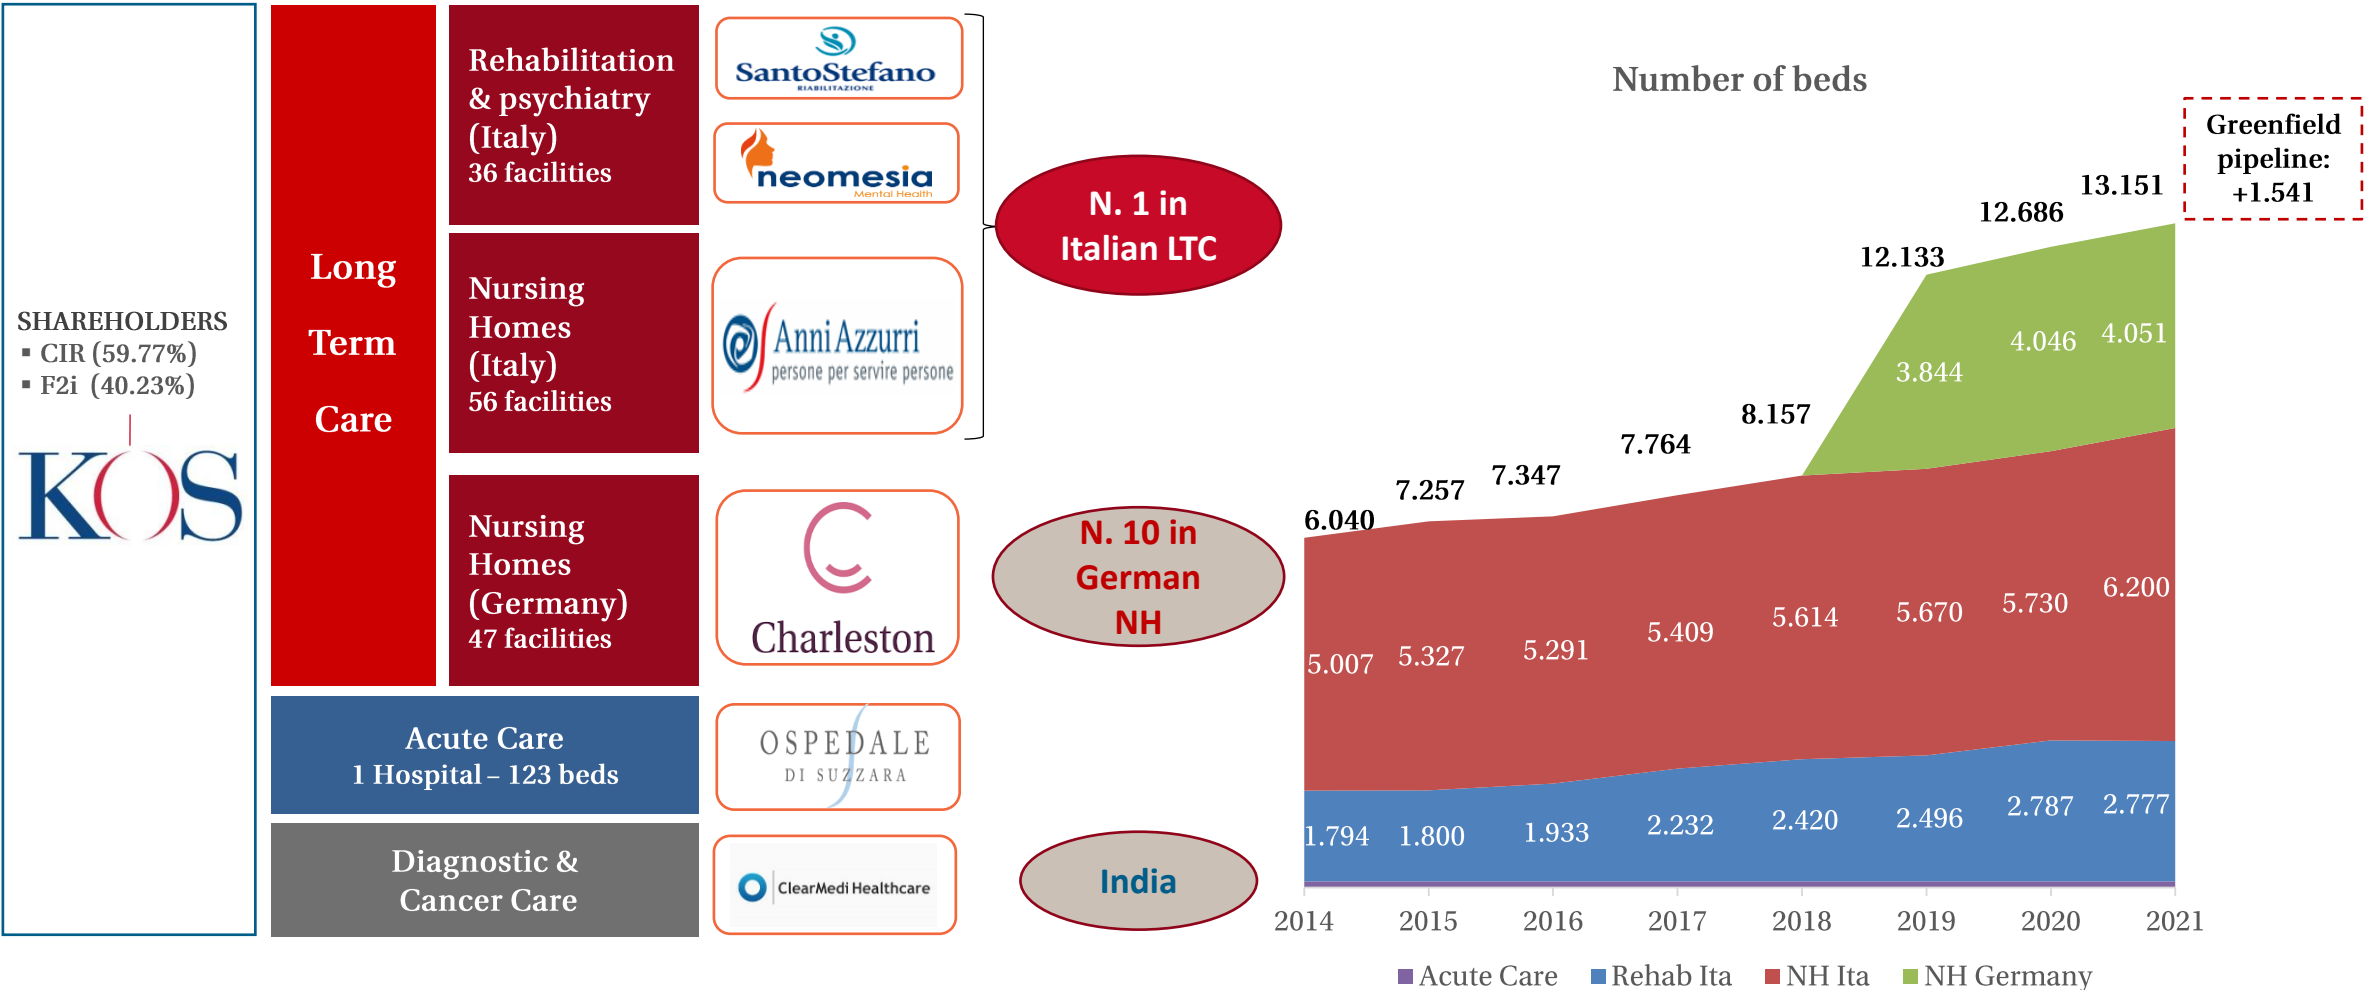 SHAREHOLDERS
▪ CIR (59.77%)
▪ F2i (40.23%)
KOS
Long
Term
Care
Rehabilitation
& psychiatry
(Italy)
36 facilities
Nursing
Homes
(Italy)
56 facilities
Nursing
Homes
(Germany)
47 facilities
Acute Care
1 Hospital – 123 beds
Diagnostic &
Cancer Care
SantoStefano
RIABILITAZIONE
neomesia
Mental Health
Anni Azzurri
persone per servire persone
Charleston
OSPEDALE
DI SUZZARA
ClearMedi Healthcare
N. 1 in
Italian LTC
N. 10 in
German
NH
India
Number of beds
Greenfield
pipeline:
+1.541
6.040 7.257 7.347 7.764 8.157 12.133 12.686 13.151
3.844 4.046 4.051
5.007 5.327 5.291 5.409 5.614 5.670 5.730 6.200
1.794 1.800 1.933 2.232 2.420 2.496 2.787 2.777
2014 2015 2016 2017 2018 2019 2020 2021
Acute Care Rehab Ita NH Ita NH Germany